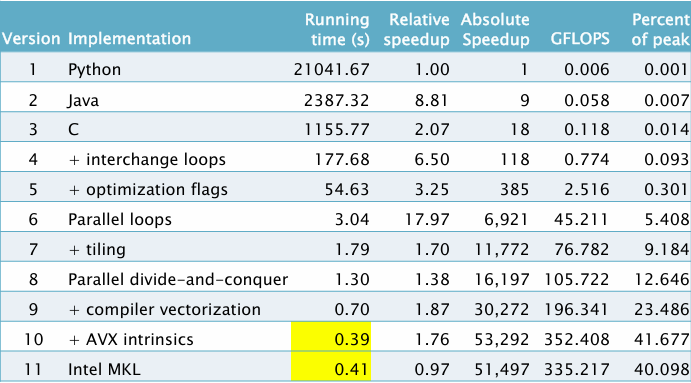 Version Implementation Running time (s) Relative speedup Absolute Speedup GFLOPS Percent of peak
1 Python 21041.67 1.00 1 0.006 0.001
2 Java 2387.32 8.81 9 0.058 0.007
3 C 1155.77 2.07 18 0.118 0.014
4 + interchange loops 177.68 6.50 118 0.774 0.093
5 + optimization flags 54.63 3.25 385 2.516 0.301
6 Parallel loops 3.04 17.97 6,921 45.211 5.408
7 + tiling 1.79 1.70 11,772 76.782 9.184
8 Parallel divide-and-conquer 1.30 1.38 16,197 105.722 12.646
9 + compiler vectorization 0.70 1.87 30,272 196.341 23.486
10 + AVX intrinsics 0.39 1.76 53,292 352.408 41.677
11 Intel MKL 0.41 0.97 51,497 335.217 40.098